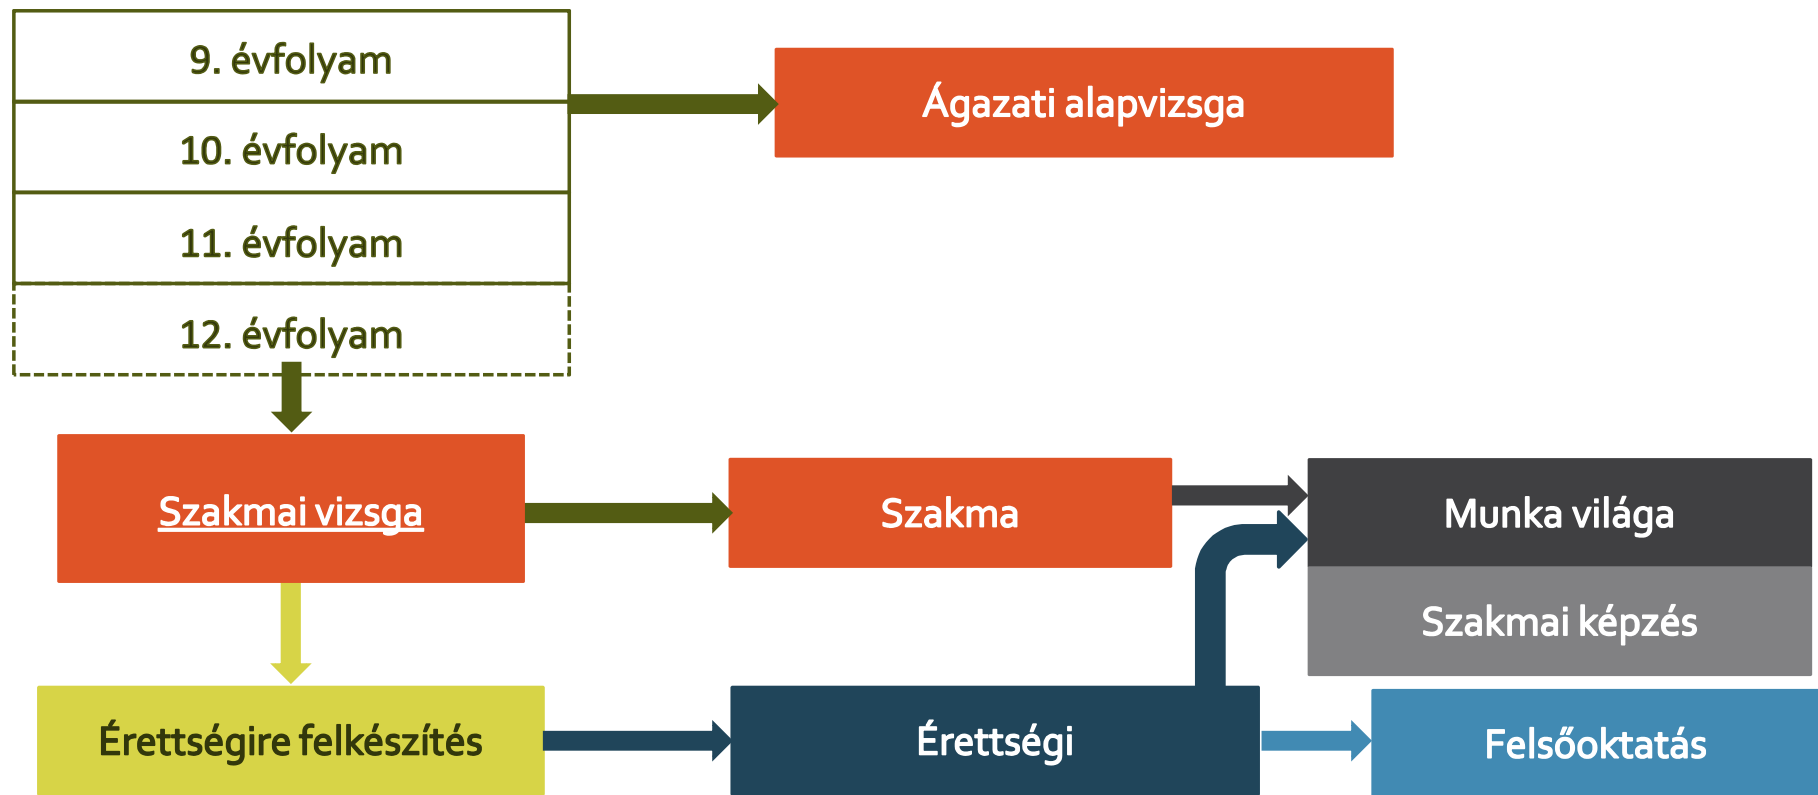 9. évfolyam
Ágazati alapvizsga
10. évfolyam
11. évfolyam
12. évfolyam
Szakmai vizsga
Szakma
Munka világa
Szakmai képzés
Érettségire felkészítés
Érettségi
Felsőoktatás